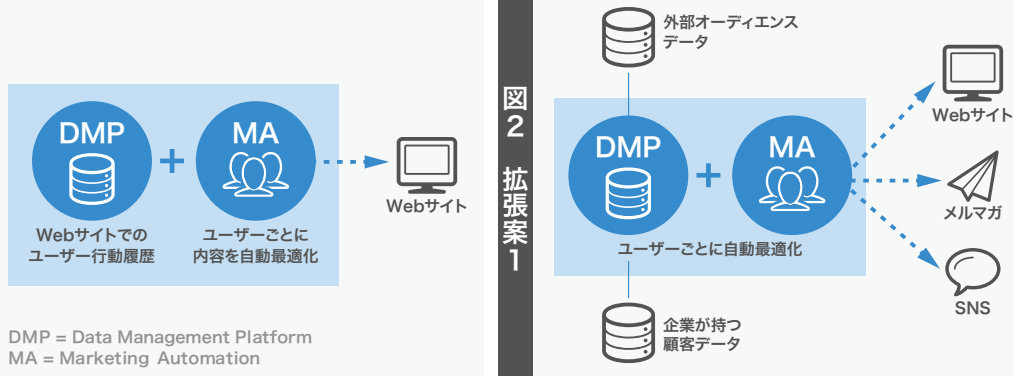 DMP
MA
Webサイトでの
ユーザー行動履歴
ユーザーごとに
内容を自動最適化
Webサイト
DMP = Data Management Platform
MA = Marketing Automation
図2 拡張案1
外部オーディエンス
データ
DMP
MA
ユーザーごとに自動最適化
企業が持つ
顧客データ
Webサイト
メルマガ
SNS